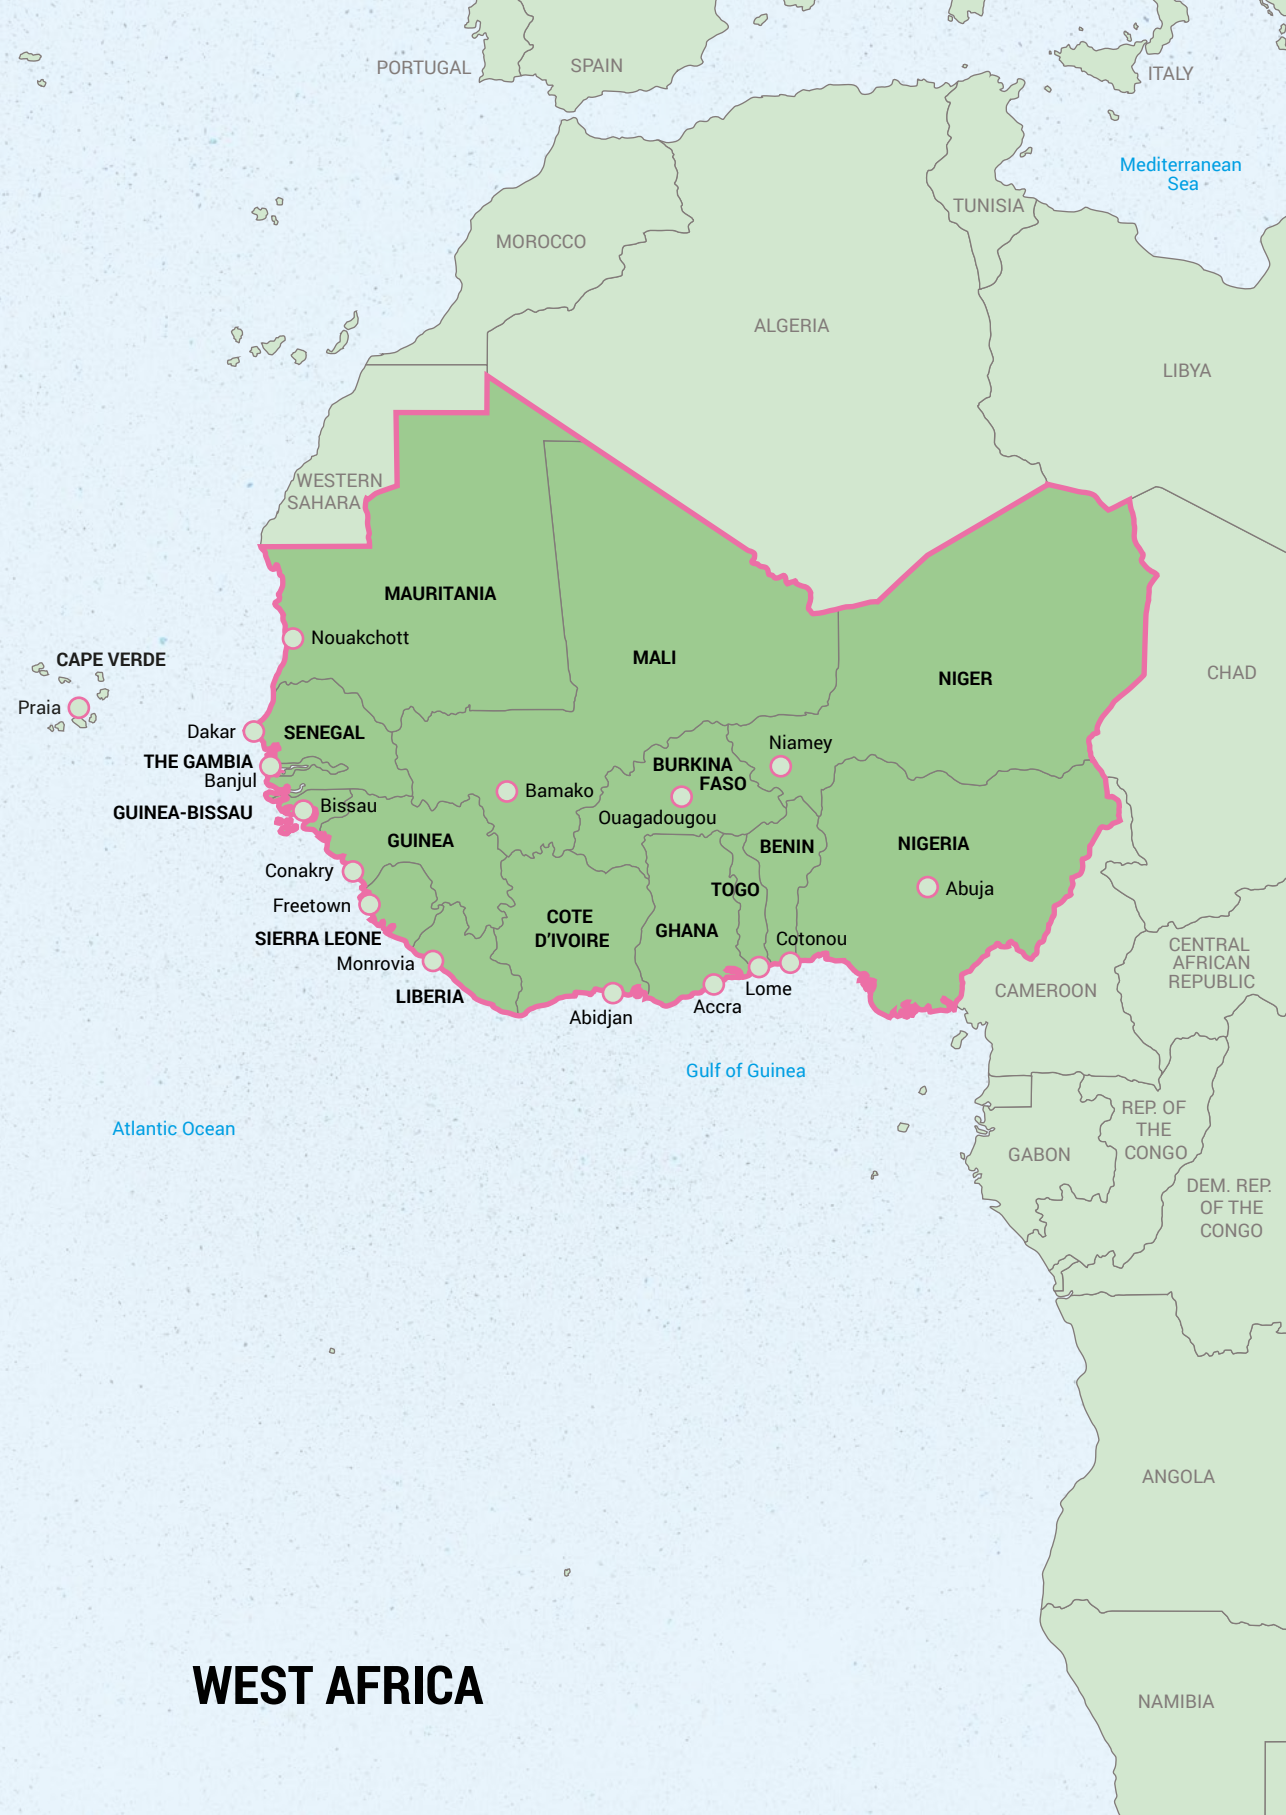 PORTUGAL
SPAIN
ITALY
Mediterranean
Sea
TUNISIA
MOROCCO
ALGERIA
LIBYA
WESTERN
SAHARA
MAURITANIA
Nouakchott
MALI
NIGER
CHAD
CAPE VERDE
Praia
Dakar
SENEGAL
THE GAMBIA
Banjul
GUINEA-BISSAU
Bissau
Bamako
BURKINA
FASO
Ouagadougou
Niamey
GUINEA
BENIN
NIGERIA
Abuja
Conakry
Freetown
SIERRA LEONE
Monrovia
LIBERIA
COTE
D'IVOIRE
GHANA
TOGO
Cotonou
Lome
Accra
Abidjan
CENTRAL
AFRICAN
REPUBLIC
CAMEROON
Gulf of Guinea
Atlantic Ocean
GABON
REP. OF
THE
CONGO
DEM. REP.
OF THE
CONGO
ANGOLA
NAMIBIA
WEST AFRICA